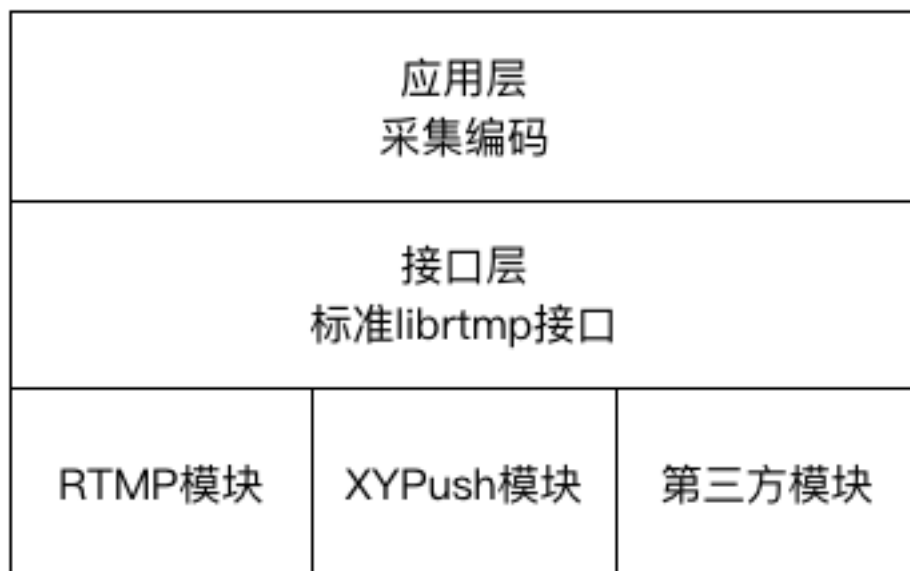 应用层
采集编码
接口层
标准librtmp接口
RTMP模块
XYPush模块
第三方模块